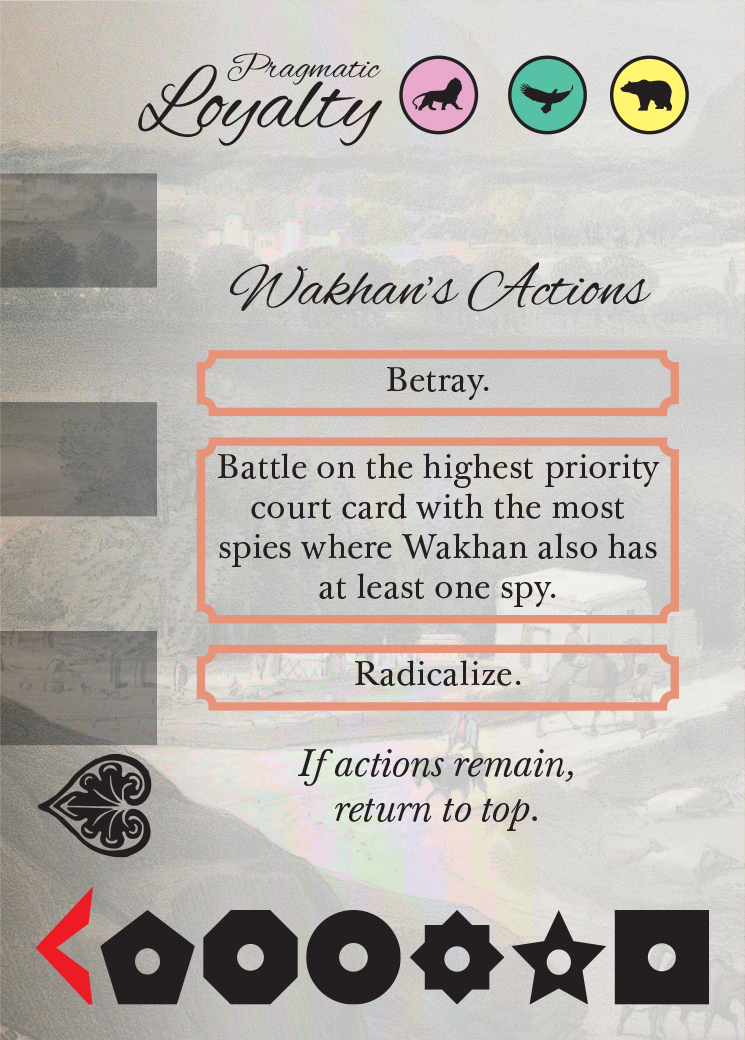 Pragmatic
Loyalty
Wakhan's Actions
Betray.
Battle on the highest priority
court card with the most
spies where Wakhan also has
at least one spy.
Radicalize.
If actions remain,
return to top.